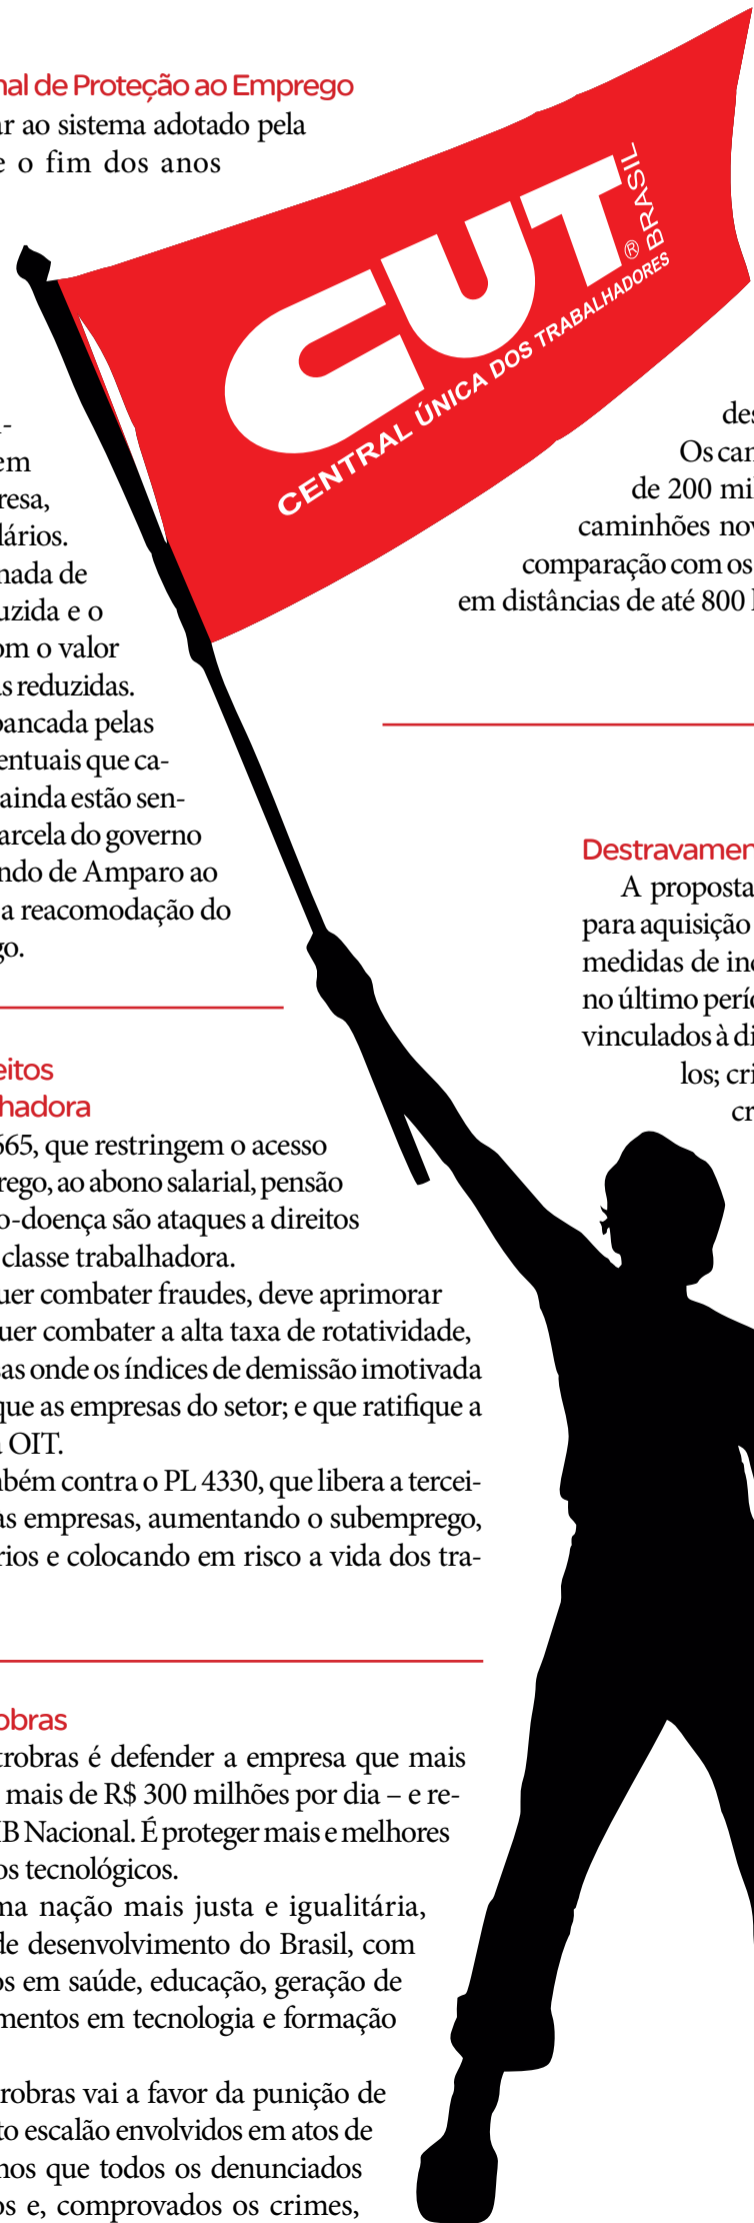 nal de Proteção ao Emprego
ar ao sistema adotado pela
e o fim dos anos
CUT
® BRASIL
CENTRAL ÚNICA DOS TRABALHADORES
em
resa,
lários.
nada de
uzida e o
om o valor
as reduzidas.
bancada pelas
entuais que ca-
ainda estão sen-
arcela do governo
ndo de Amparo ao
a reacomodação do
go.
eitos
hadora
665, que restringem o acesso
rego, ao abono salarial, pensão
o-doença são ataques a direitos
classe trabalhadora.
uer combater fraudes, deve aprimorar
uer combater a alta taxa de rotatividade,
sas onde os índices de demissão imotivada
que as empresas do setor; e que ratifique a
OIT.
mbém contra o PL 4330, que libera a tercei-
as empresas, aumentando o subemprego,
rios e colocando em risco a vida dos tra-
obras
trobras é defender a empresa que mais
mais de R$ 300 milhões por dia – e re-
IB Nacional. É proteger mais e melhores
os tecnológicos.
ma nação mais justa e igualitária,
de desenvolvimento do Brasil, com
os em saúde, educação, geração de
mentos em tecnologia e formação
robras vai a favor da punição de
to escalão envolvidos em atos de
mos que todos os denunciados
os e, comprovados os crimes,
des
Os can
de 200 mil
caminhões nov
comparação com os
em distâncias de até 800
Destravamen
A proposta
para aquisição
medidas de inc
no último perío
vinculados à di
los; cri
cr